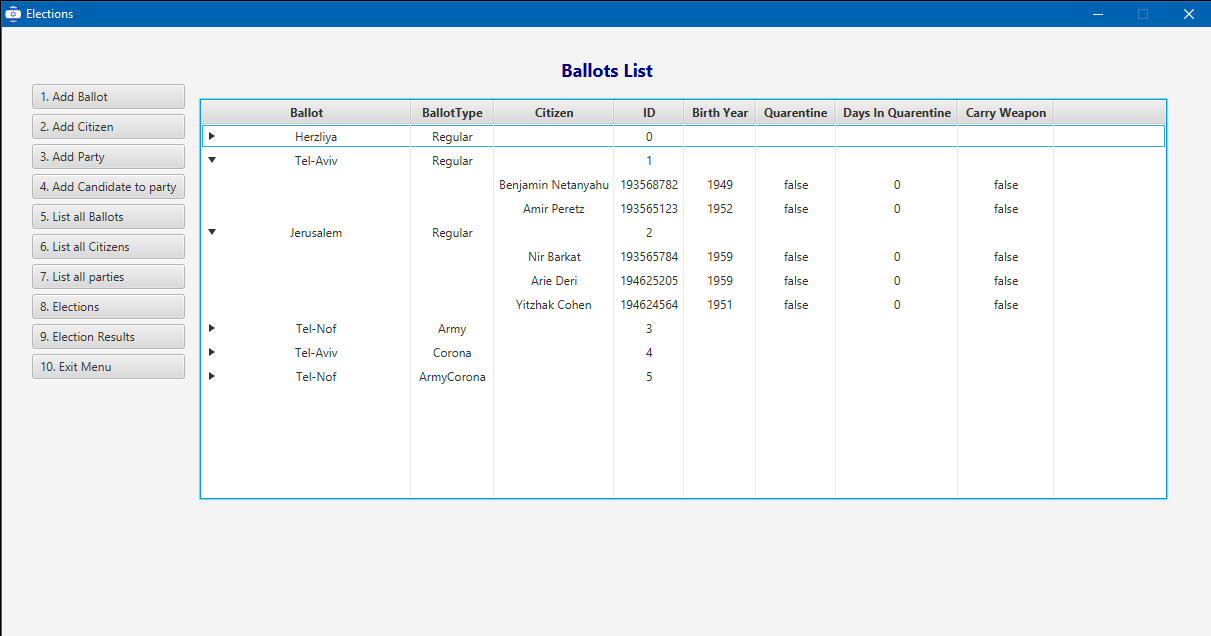 Elections
Ballots List
1. Add Ballot
2. Add Citizen
3. Add Party
4. Add Candidate to party
5. List all Ballots
6. List all Citizens
7. List all parties
8. Elections
9. Election Results
10. Exit Menu
Ballot BallotType Citizen ID Birth Year Quarentine Days In Quarentine Carry Weapon
Herzliya Regular 0
Tel-Aviv Regular 1
Benjamin Netanyahu 193568782 1949 false 0 false
Amir Peretz 193565123 1952 false 0 false
Jerusalem Regular 2
Nir Barkat 193565784 1959 false 0 false
Arie Deri 194625205 1959 false 0 false
Yitzhak Cohen 194624564 1951 false 0 false
Tel-Nof Army 3
Tel-Aviv Corona 4
Tel-Nof ArmyCorona 5